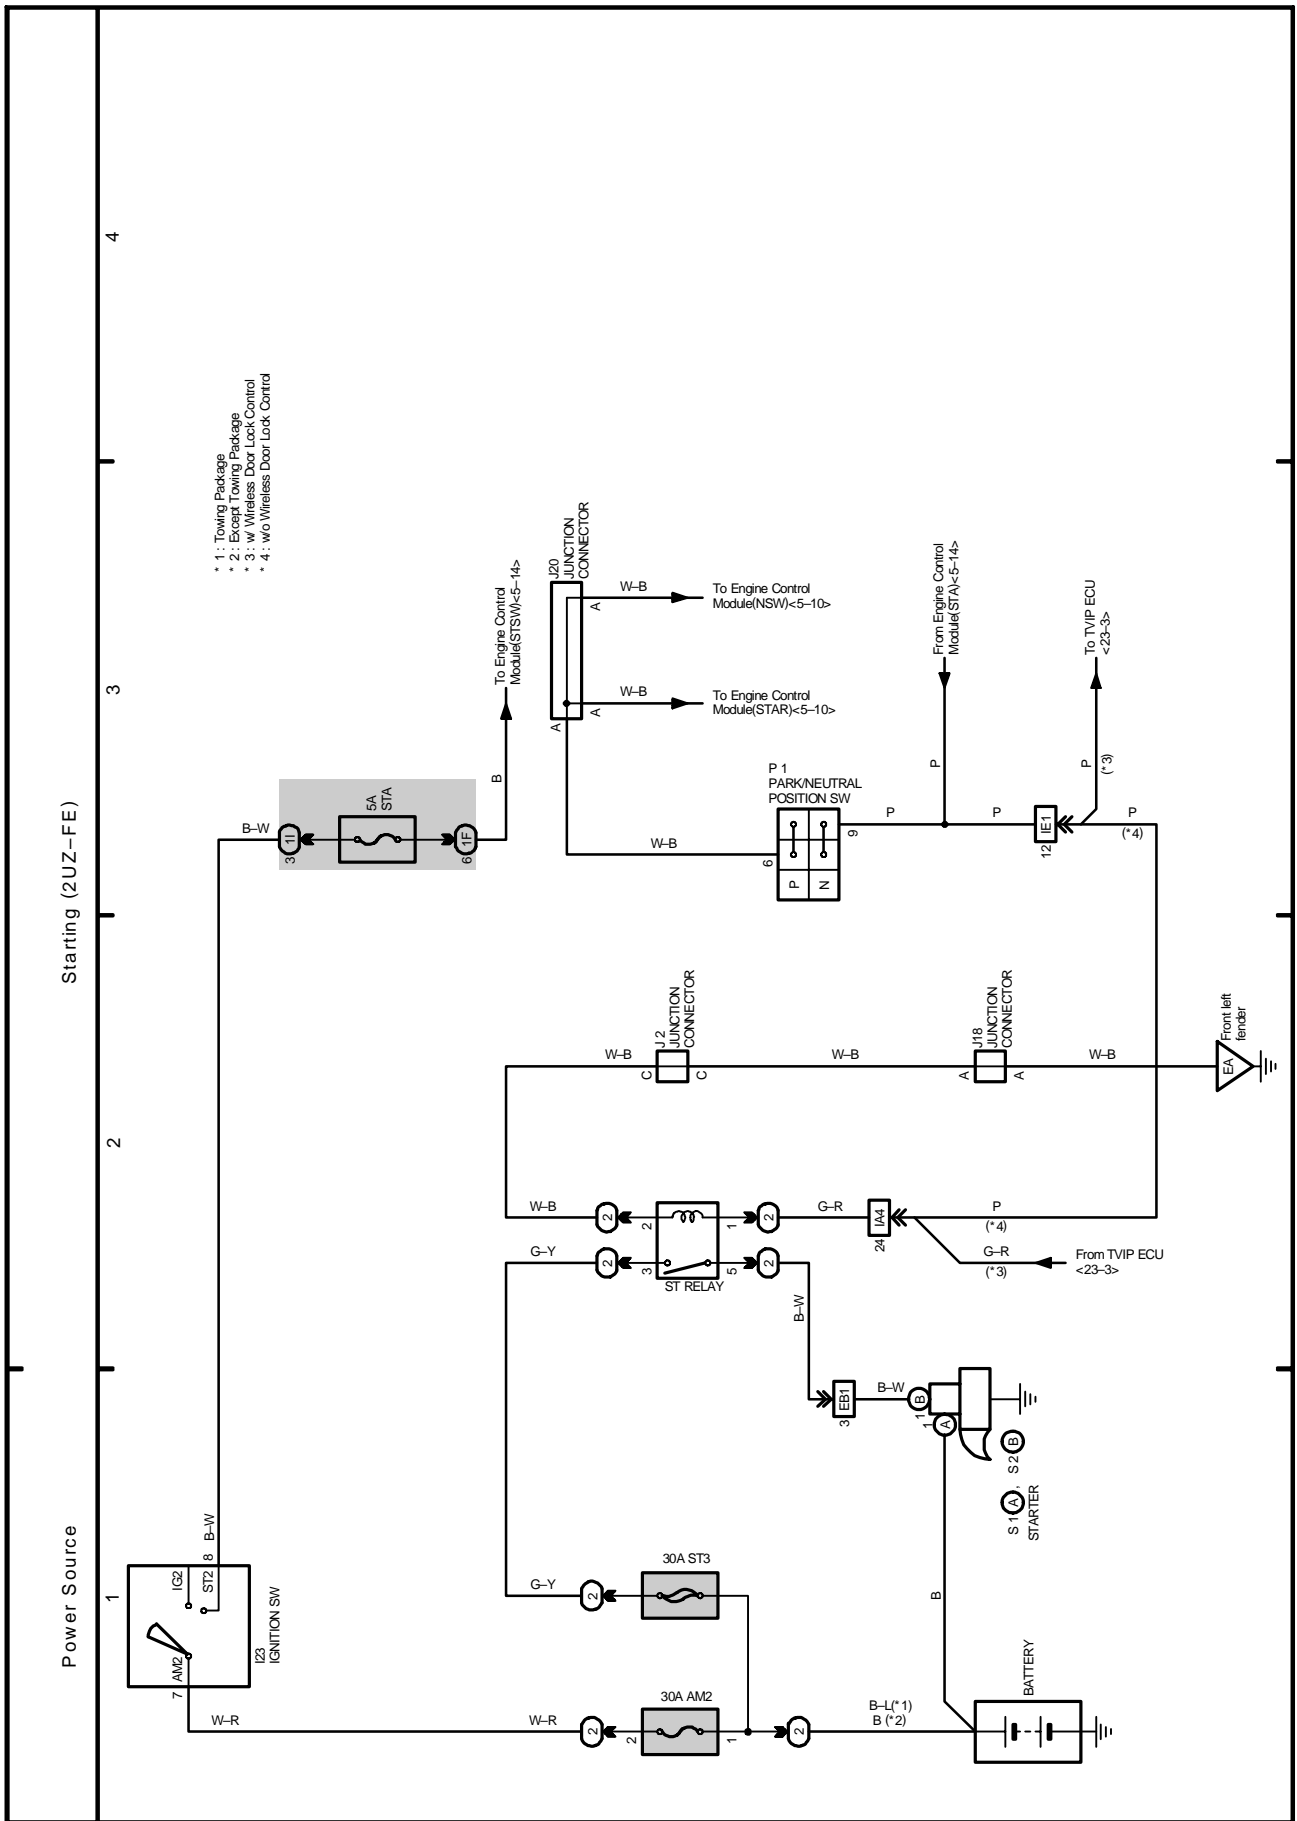 Power Source
Starting (2UZ–FE)
1
2
3
4
* 1 : Towing Package
* 2 : Except Towing Package
* 3 : w/ Wireless Door Lock Control
* 4 : w/o Wireless Door Lock Control
7
AM2
IG2
ST2
8
B–W
I23
IGNITION SW
W–R
W–R
B–W
3
1I
5A
STA
6
1F
B
To Engine Control
Module(STSW)<5–14>
J20
JUNCTION
CONNECTOR
A
A
A
W–B
W–B
To Engine Control
Module(NSW)<5–10>
To Engine Control
Module(STAR)<5–10>
W–B
P 1
PARK/NEUTRAL
POSITION SW
6
P
N
9
P
P
P
From Engine Control
Module(STA)<5–14>
12
IE1
P
(*3)
To TVIP ECU
<23–3>
P
(*4)
W–B
C
J 2
JUNCTION
CONNECTOR
C
W–B
A
J18
JUNCTION
CONNECTOR
A
W–B
EA
Front left
fender
W–B
2
2
1
2
G–R
24
IA4
P
(*4)
G–R
(*3)
From TVIP ECU
<23–3>
G–Y
2
3
5
2
ST RELAY
B–W
3
EB1
B–W
1
B
1
A
S 1 A , S 2 B
STARTER
G–Y
2
30A ST3
2
2
30A AM2
1
2
B–L(*1)
B (*2)
B
BATTERY